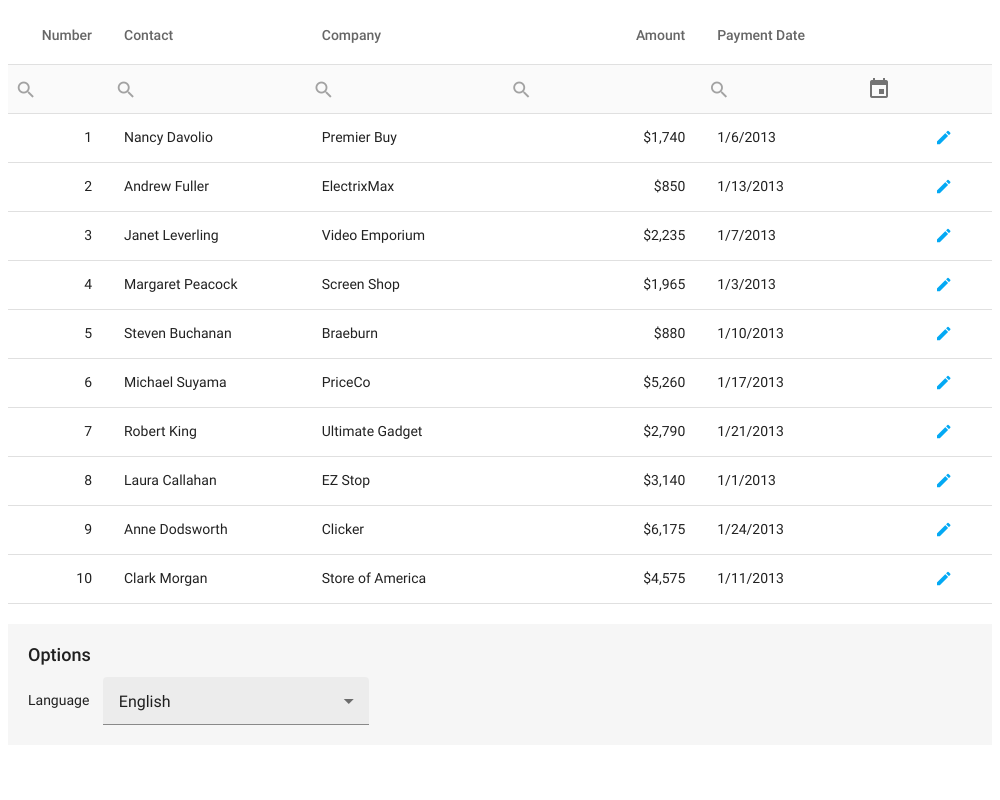 Number Contact Company Amount Payment Date
1 Nancy Davolio Premier Buy $1,740 1/6/2013
2 Andrew Fuller ElectrixMax $850 1/13/2013
3 Janet Leverling Video Emporium $2,235 1/7/2013
4 Margaret Peacock Screen Shop $1,965 1/3/2013
5 Steven Buchanan Braeburn $880 1/10/2013
6 Michael Suyama PriceCo $5,260 1/17/2013
7 Robert King Ultimate Gadget $2,790 1/21/2013
8 Laura Callahan EZ Stop $3,140 1/1/2013
9 Anne Dodsworth Clicker $6,175 1/24/2013
10 Clark Morgan Store of America $4,575 1/11/2013
Options
Language English